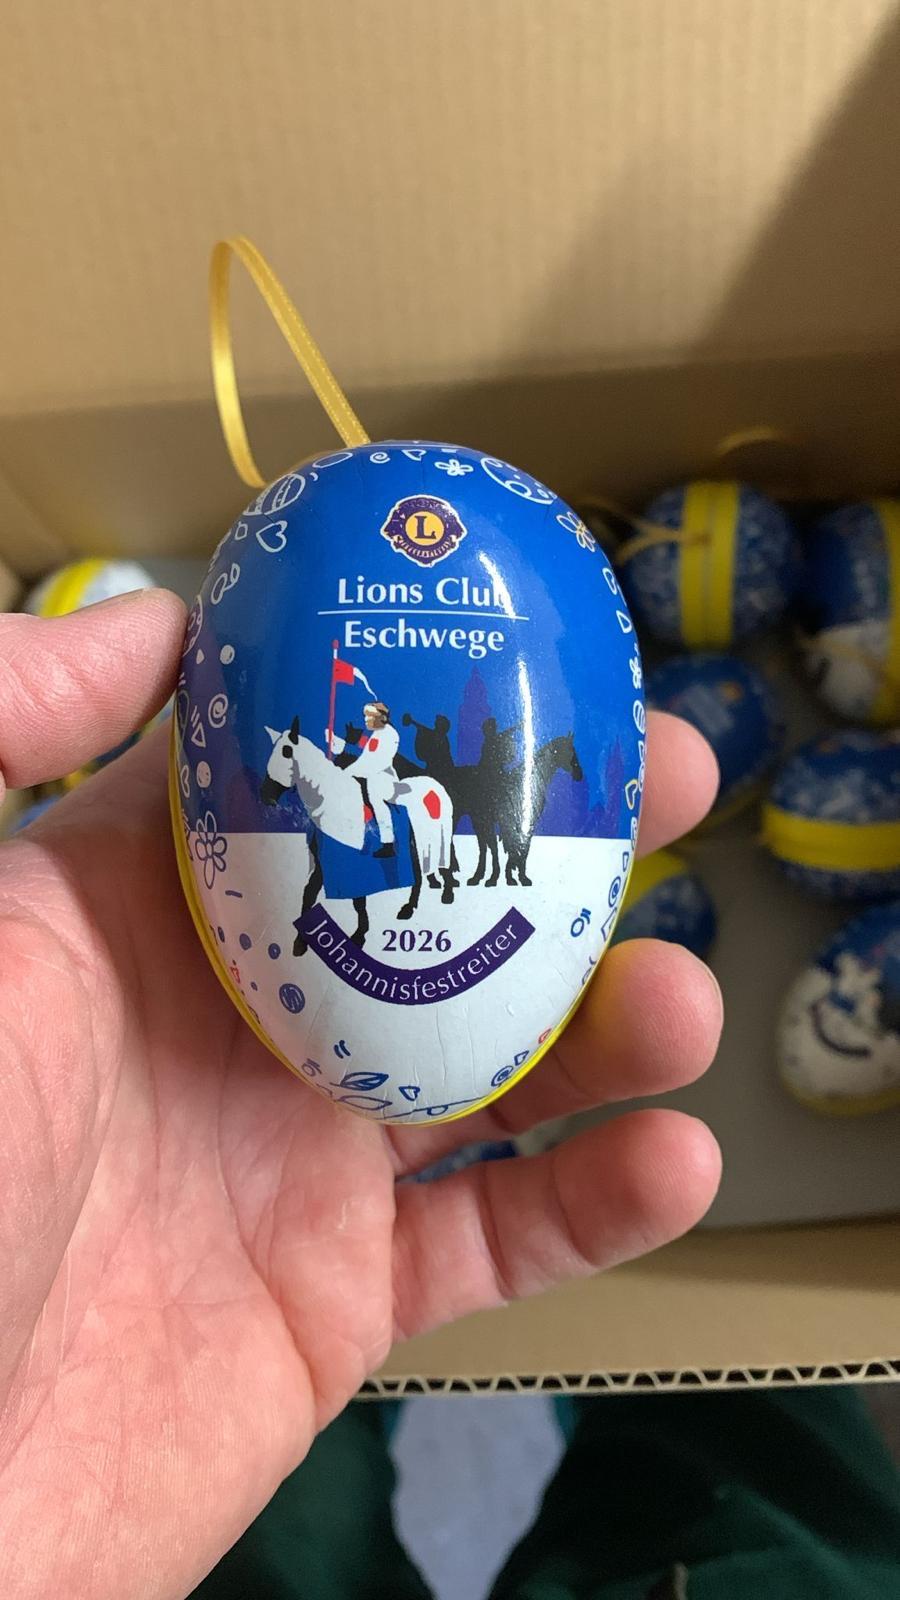 L
Lions Club
Eschwege
2026
Johannisfestreiter